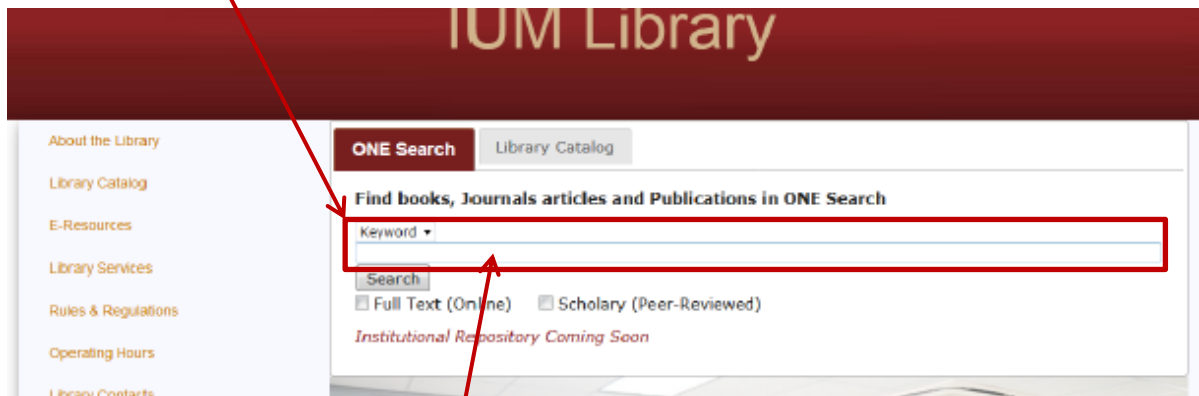 IUM Library
About the Library
Library Catalog
E-Resources
Library Services
Rules & Regulations
Operating Hours
Library Contacts
ONE Search
Library Catalog
Find books, Journals articles and Publications in ONE Search
Keyword
Search
Full Text (Online)
Scholary (Peer-Reviewed)
Institutional Repository Coming Soon